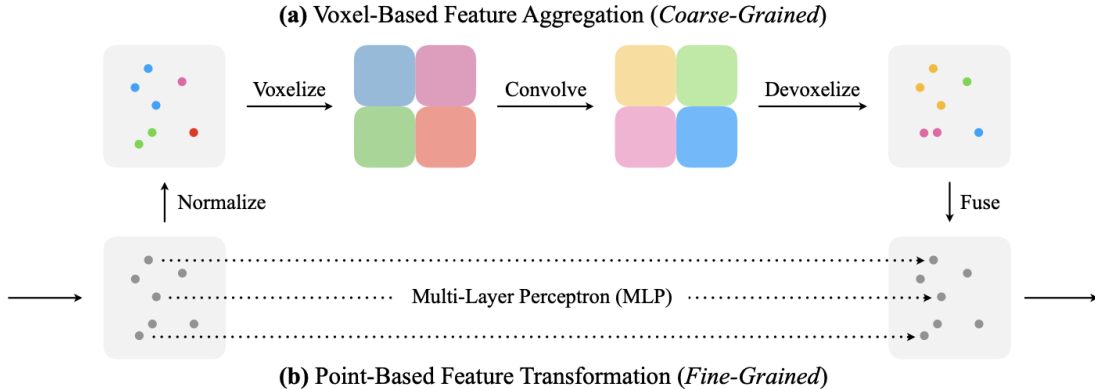 (a) Voxel-Based Feature Aggregation (Coarse-Grained)
Voxelize
Convolve
Devoxelize
Normalize
Fuse
Multi-Layer Perceptron (MLP)
(b) Point-Based Feature Transformation (Fine-Grained)